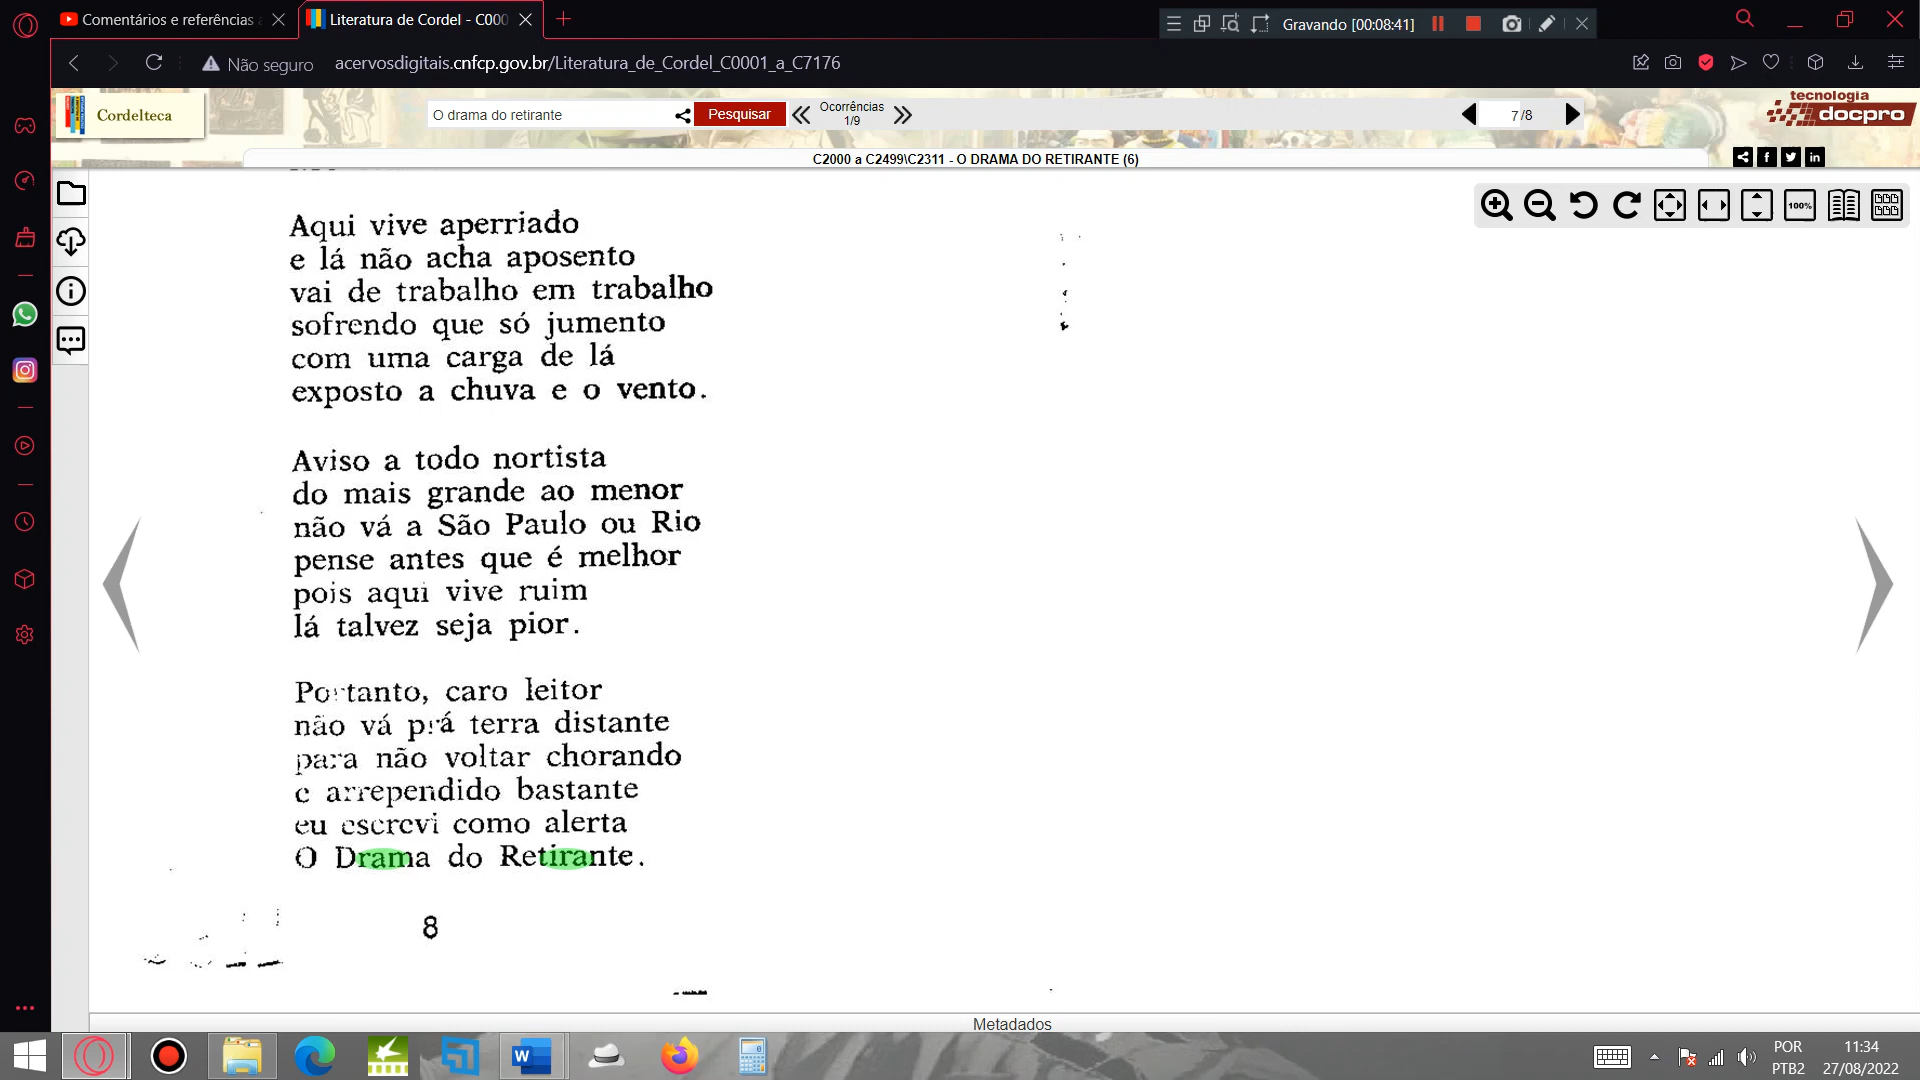 Comentários e referências
Literatura de Cordel - C000
Gravando [00:08:41]
Não seguro
acervosdigitais.cnfcp.gov.br/Literatura_de_Cordel_C0001_a_C7176
Cordelteca
O drama do retirante
Pesquisar
Ocorrências
1/9
7/8
tecnologia
docpro
C2000 a C2499\C2311 - O DRAMA DO RETIRANTE (6)
100%
Aqui vive aperriado
e lá não acha aposento
vai de trabalho em trabalho
sofrendo que só jumento
com uma carga de lá
exposto a chuva e o vento.
Aviso a todo nortista
do mais grande ao menor
não vá a São Paulo ou Rio
pense antes que é melhor
pois aqui vive ruim
lá talvez seja pior.
Portanto, caro leitor
não vá prá terra distante
para não voltar chorando
e arrependido bastante
eu escrevi como alerta
O Drama do Retirante.
8
Metadados
POR
PTB2
11:34
27/08/2022